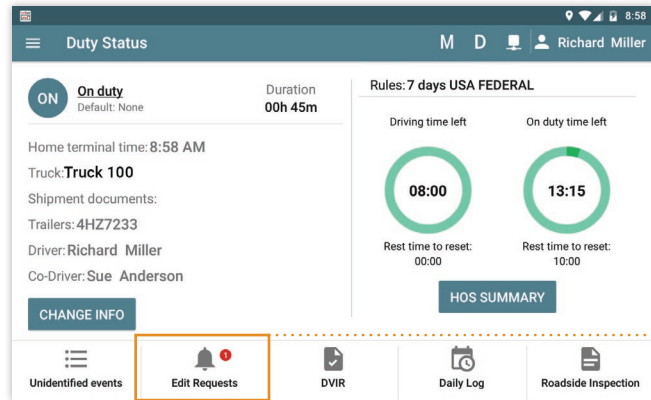 8:58
Duty Status M D Richard Miller
ON On duty
Default: None
Duration
00h 45m
Home terminal time: 8:58 AM
Truck:Truck 100
Shipment documents:
Trailers: 4HZ7233
Driver: Richard Miller
Co-Driver: Sue Anderson
CHANGE INFO
Rules: 7 days USA FEDERAL
Driving time left On duty time left
08:00 13:15
Rest time to reset: Rest time to reset:
00:00 10:00
HOS SUMMARY
1
Unidentified events Edit Requests DVIR Daily Log Roadside Inspection